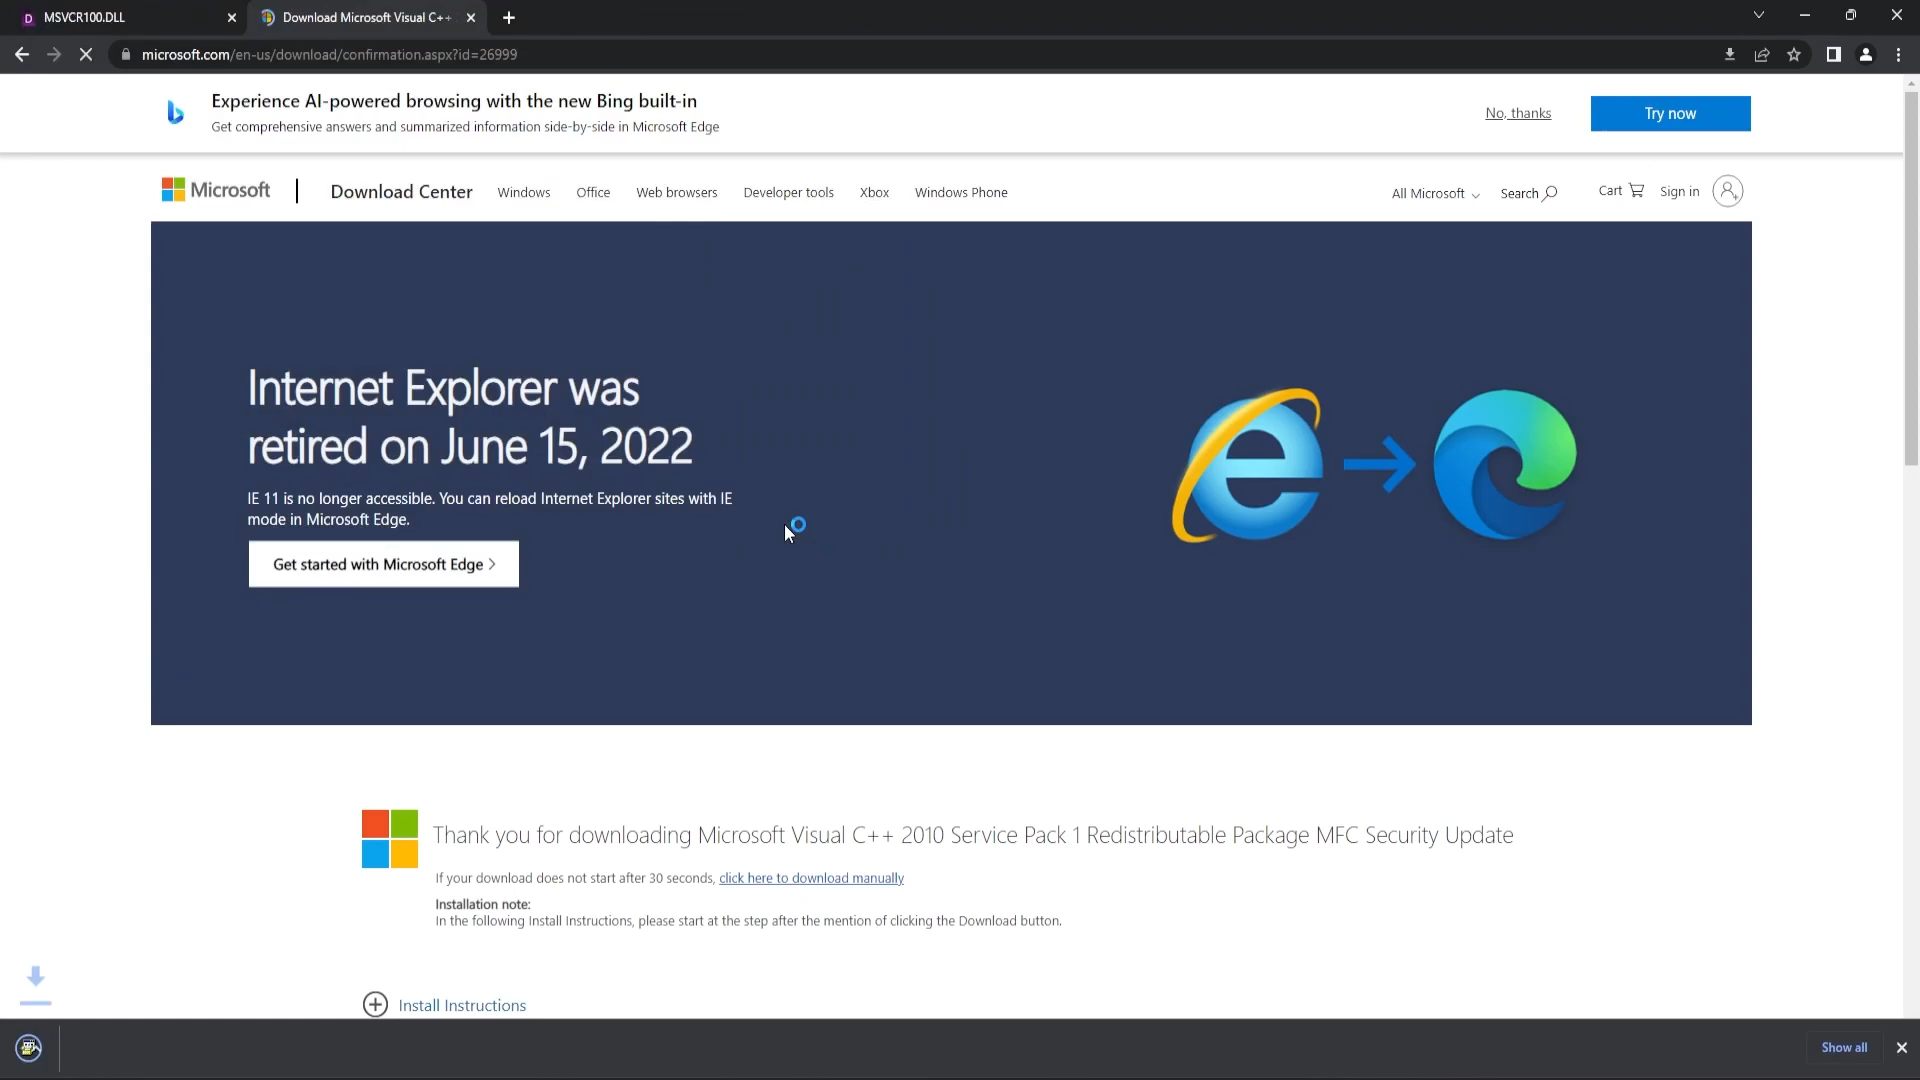 D MSVCR100.DLL
Download Microsoft Visual C++
microsoft.com/en-us/download/confirmation.aspx?id=26999
Experience AI-powered browsing with the new Bing built-in
Get comprehensive answers and summarized information side-by-side in Microsoft Edge
No, thanks
Try now
Microsoft
Download Center
Windows
Office
Web browsers
Developer tools
Xbox
Windows Phone
All Microsoft
Search
Cart
Sign in
Internet Explorer was
retired on June 15, 2022
IE 11 is no longer accessible. You can reload Internet Explorer sites with IE
mode in Microsoft Edge.
Get started with Microsoft Edge >
Thank you for downloading Microsoft Visual C++ 2010 Service Pack 1 Redistributable Package MFC Security Update
If your download does not start after 30 seconds, click here to download manually
Installation note:
In the following Install Instructions, please start at the step after the mention of clicking the Download button.
Install Instructions
Show all